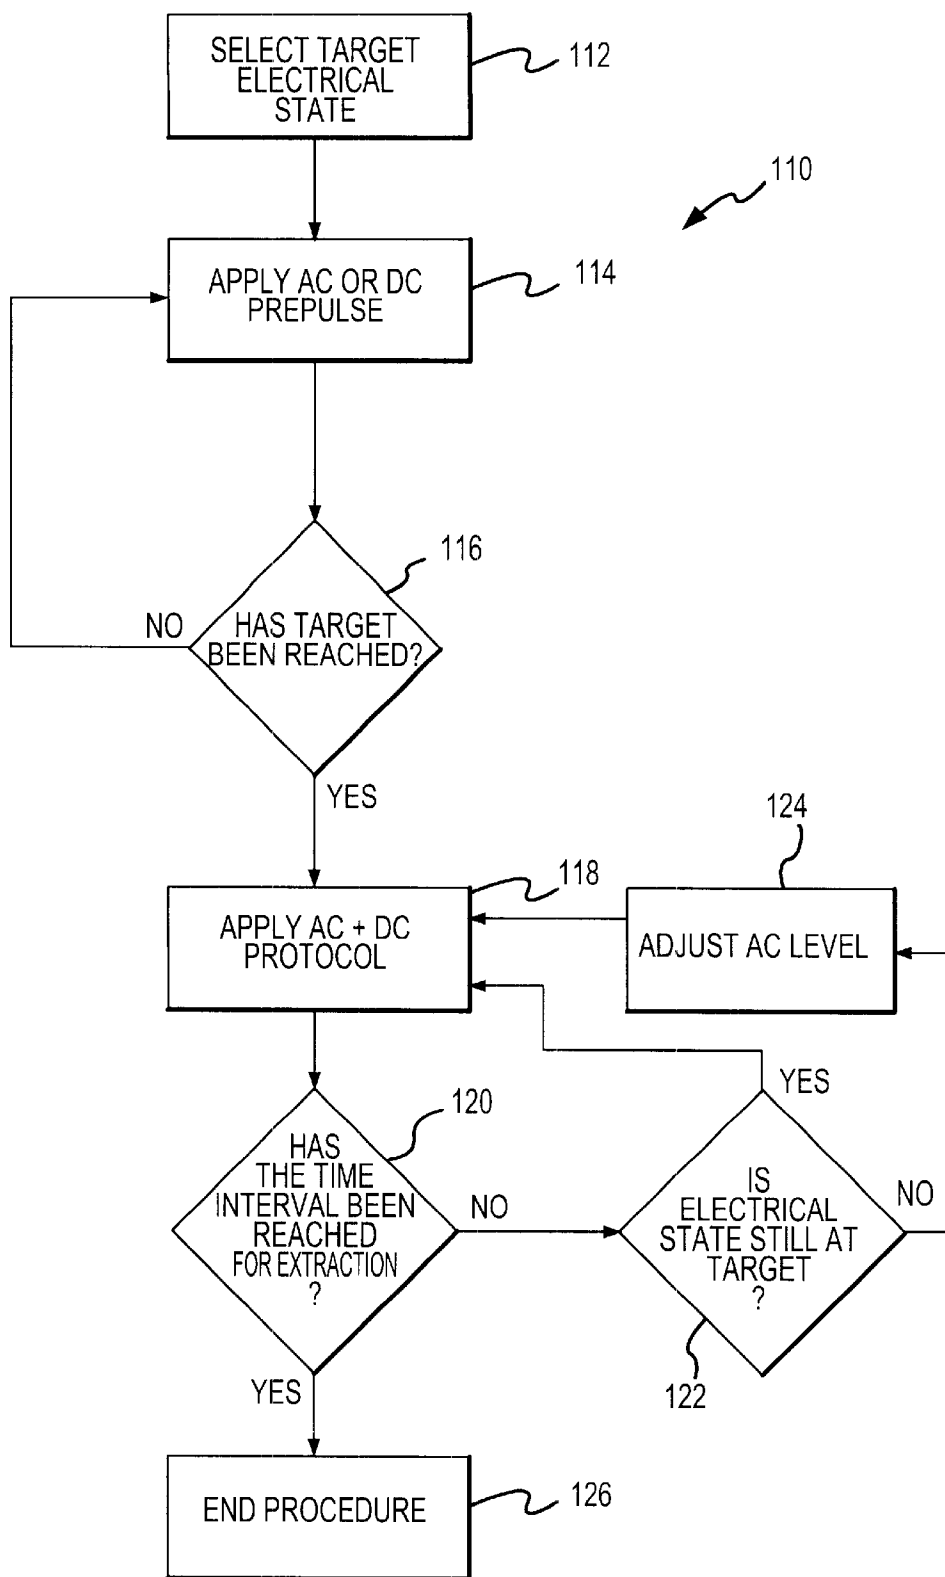 SELECT TARGET
ELECTRICAL
STATE
112
110
APPLY AC OR DC
PREPULSE
114
116
HAS TARGET
BEEN REACHED?
NO
YES
124
118
APPLY AC + DC
PROTOCOL
ADJUST AC LEVEL
120
YES
HAS
THE TIME
INTERVAL BEEN
REACHED
FOR EXTRACTION
?
NO
IS
ELECTRICAL
STATE STILL AT
TARGET
?
NO
122
YES
END PROCEDURE
126